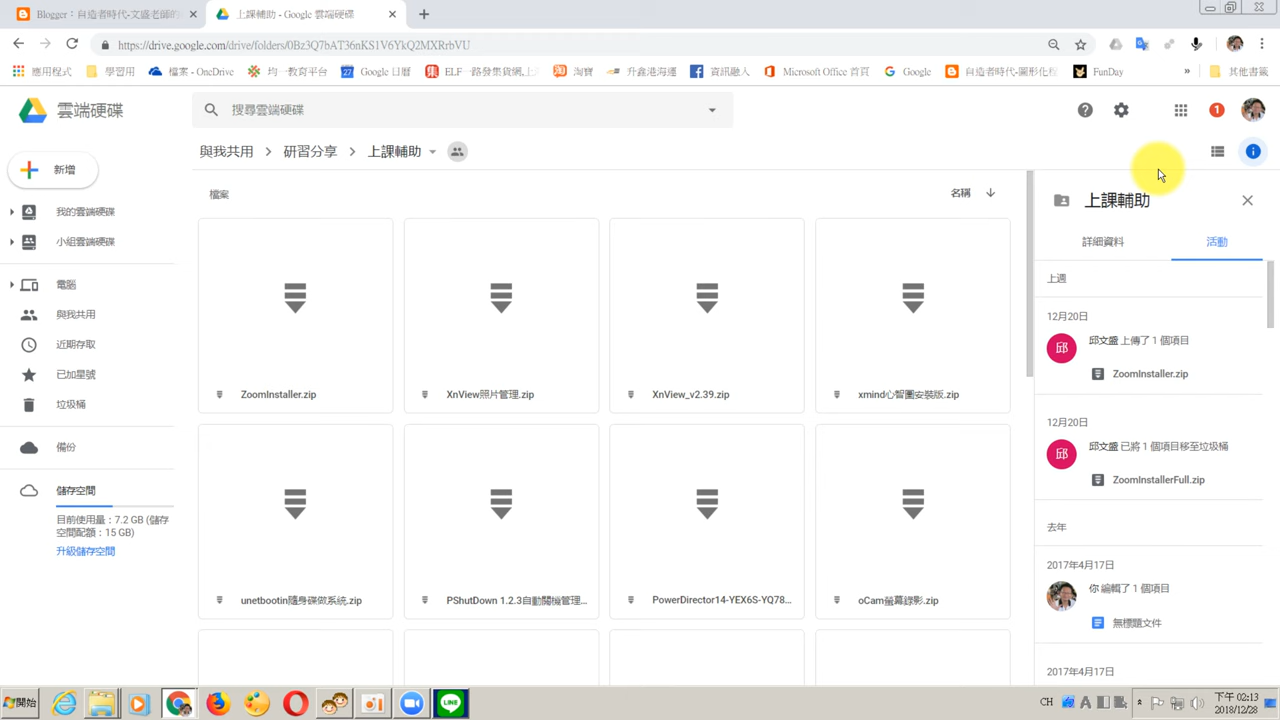 Blogger：自造者時代-文盛老師的
上課輔助 - Google 雲端硬碟
https://drive.google.com/drive/folders/0Bz3Q7bAT36nKS1V6YkQ2MXRrbVU
應用程式
學習用
檔案 - OneDrive
均一教育平台
Google 日曆
ELF 一路發集貨網,上
淘寶
升鑫港海運
資訊融入
Microsoft Office 首頁
Google
自造者時代-圖形化程
FunDay
其他書籤
雲端硬碟
搜尋雲端硬碟
1
新增
與我共用
研習分享
上課輔助
我的雲端硬碟
小組雲端硬碟
電腦
與我共用
近期存取
已加星號
垃圾桶
備份
儲存空間
目前使用量：7.2 GB (儲存
空間配額：15 GB)
升級儲存空間
檔案
名稱
ZoomInstaller.zip
XnView照片管理.zip
XnView_v2.39.zip
xmind心智圖安裝版.zip
unetbootin隨身碟做系統.zip
PShutDown 1.2.3自動關機管理...
PowerDirector14-YEX6S-YQ78...
oCam螢幕錄影.zip
上課輔助
詳細資料
活動
上週
12月20日
邱
邱文盛 上傳了 1 個項目
ZoomInstaller.zip
12月20日
邱
邱文盛 已將 1 個項目移至垃圾桶
ZoomInstallerFull.zip
去年
2017年4月17日
你 編輯了 1 個項目
無標題文件
2017年4月17日
開始
LINE
CH
下午 02:13
2018/12/28